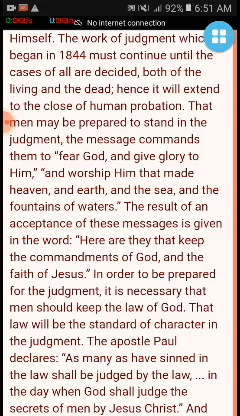 0KB/s U:0KB/s 92% 6:51 AM
No internet connection
Himself. The work of judgment which
began in 1844 must continue until the
cases of all are decided, both of the
living and the dead; hence it will extend
to the close of human probation. That
men may be prepared to stand in the
judgment, the message commands
them to “fear God, and give glory to
Him,” “and worship Him that made
heaven, and earth, and the sea, and the
fountains of waters.” The result of an
acceptance of these messages is given
in the word: “Here are they that keep
the commandments of God, and the
faith of Jesus.” In order to be prepared
for the judgment, it is necessary that
men should keep the law of God. That
law will be the standard of character in
the judgment. The apostle Paul
declares: “As many as have sinned in
the law shall be judged by the law, ... in
the day when God shall judge the
secrets of men by Jesus Christ.” And